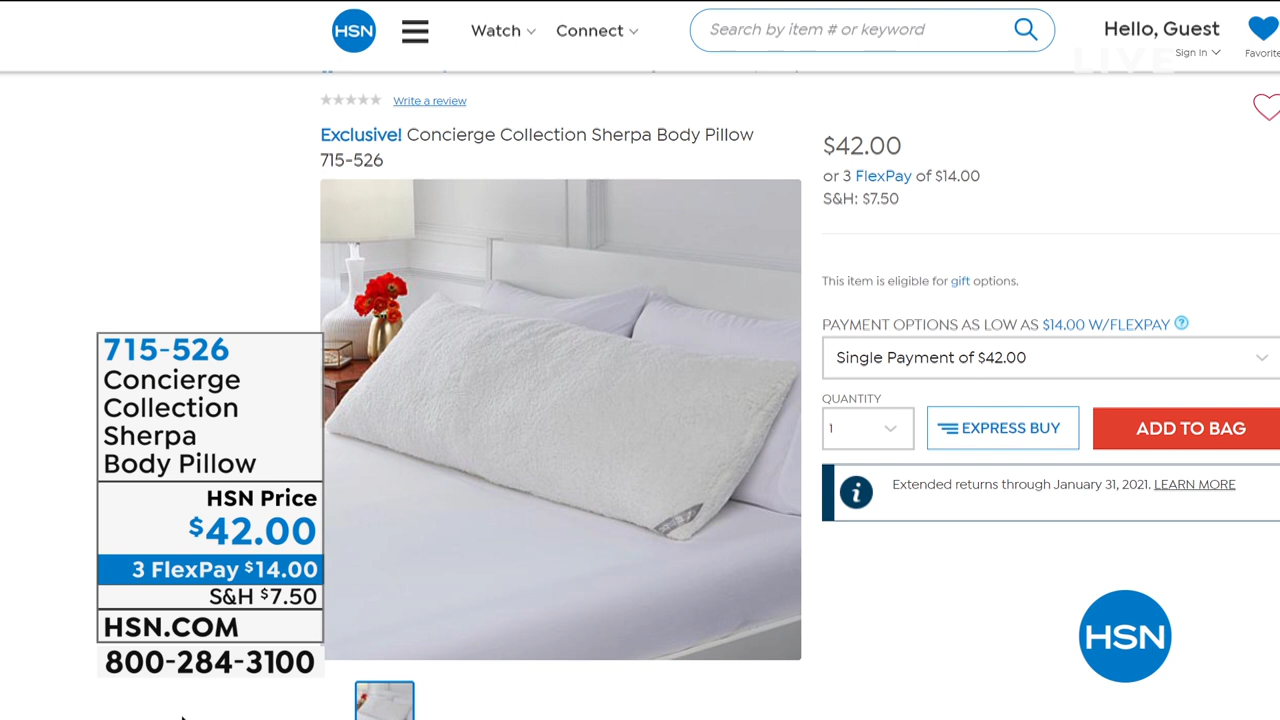 HSN
Watch
Connect
Search by item # or keyword
Hello, Guest
Sign In
Favorite
LIVE
Write a review
Exclusive! Concierge Collection Sherpa Body Pillow
715-526
$42.00
or 3 FlexPay of $14.00
S&H: $7.50
This item is eligible for gift options.
PAYMENT OPTIONS AS LOW AS $14.00 W/FLEXPAY ?
Single Payment of $42.00
QUANTITY
1
EXPRESS BUY
ADD TO BAG
i
Extended returns through January 31, 2021. LEARN MORE
715-526
Concierge
Collection
Sherpa
Body Pillow
HSN Price
$42.00
3 FlexPay $14.00
S&H $7.50
HSN.COM
800-284-3100
HSN